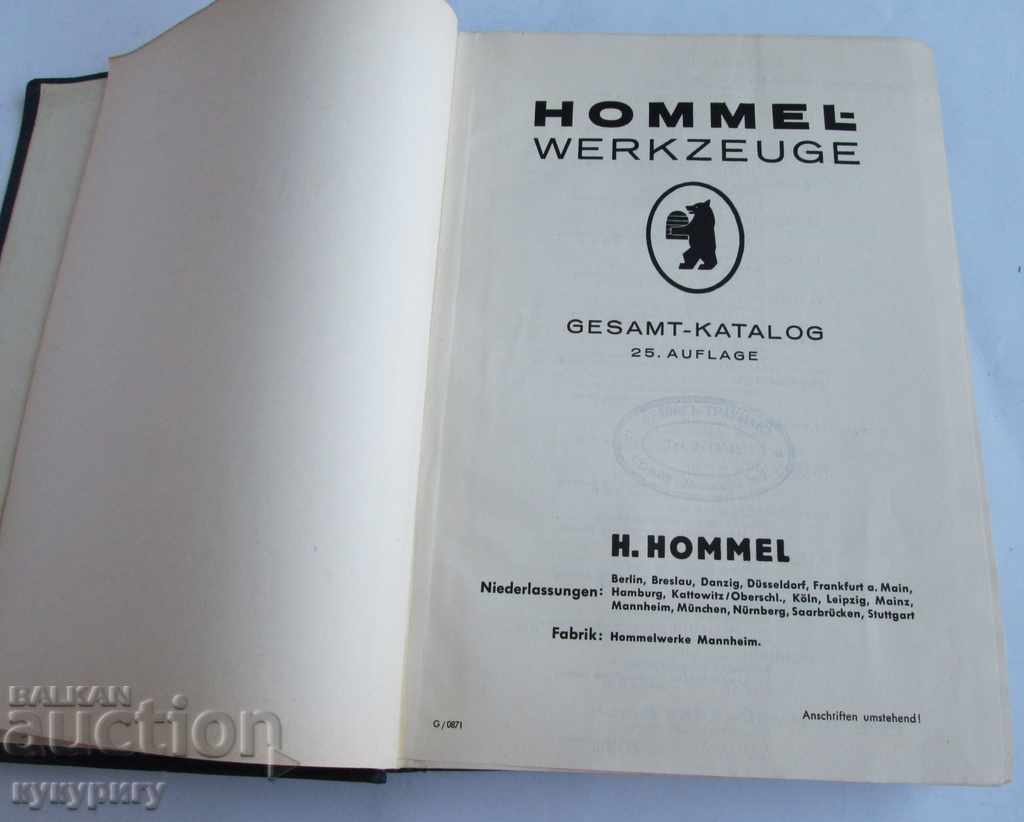 HOMMEL-
WERKZEUGE
GESAMT-KATALOG
25. AUFLAGE
H. HOMMEL
Niederlassungen: Berlin, Breslau, Danzig, Düsseldorf, Frankfurt a. Main,
Hamburg, Kattowitz/Oberschl., Köln, Leipzig, Mainz,
Mannheim, München, Nürnberg, Saarbrücken, Stuttgart
Fabrik: Hommelwerke Mannheim.
G/0871
Anschriften umstehend!
BALKAN
auction
кукуригу